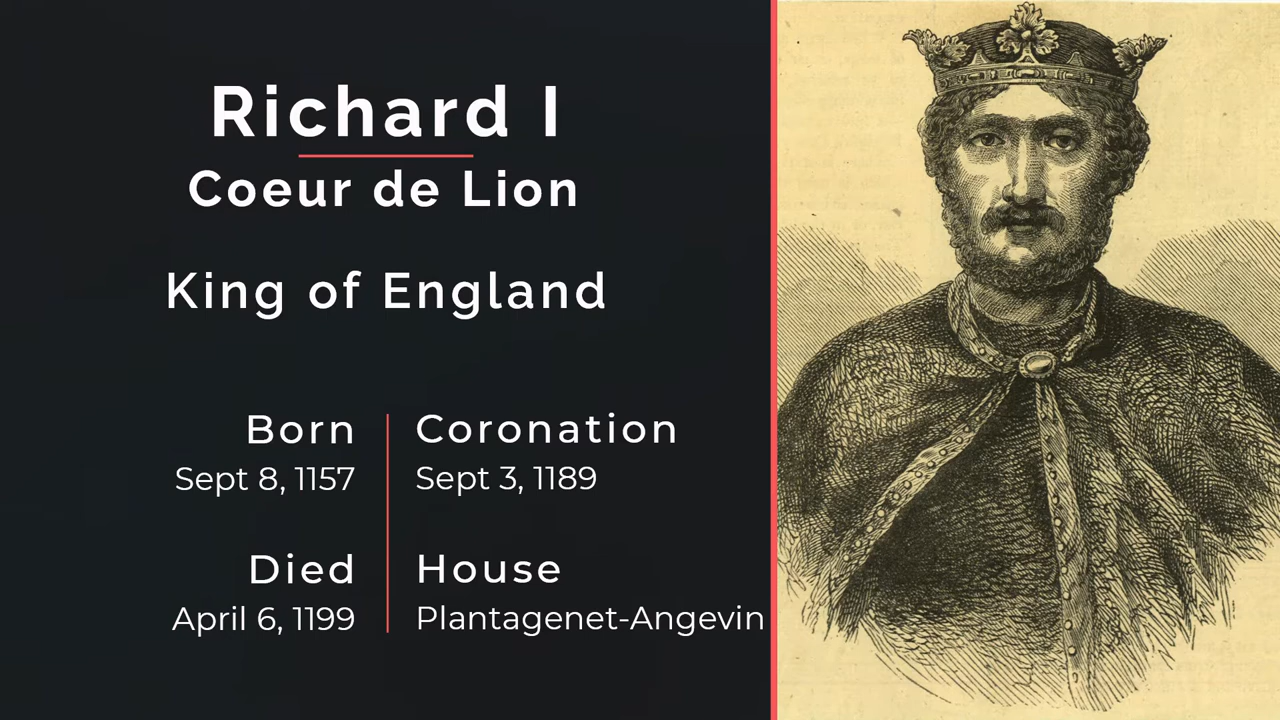 Richard I
Coeur de Lion
King of England
Born
Sept 8, 1157
Coronation
Sept 3, 1189
Died
April 6, 1199
House
Plantagenet-Angevin